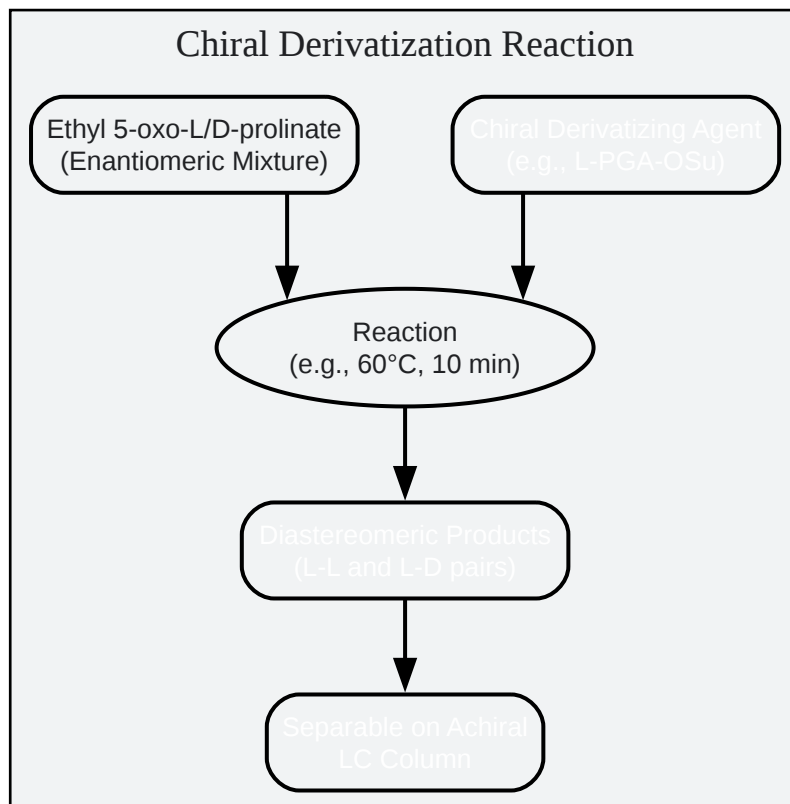 Chiral Derivatization Reaction
Ethyl 5-oxo-L/D-prolinate
(Enantiomeric Mixture)
Chiral Derivatizing Agent
(e.g., L-PGA-OSu)
Reaction
(e.g., 60°C, 10 min)
Diastereomeric Products
(L-L and L-D pairs)
Separable on Achiral
LC Column